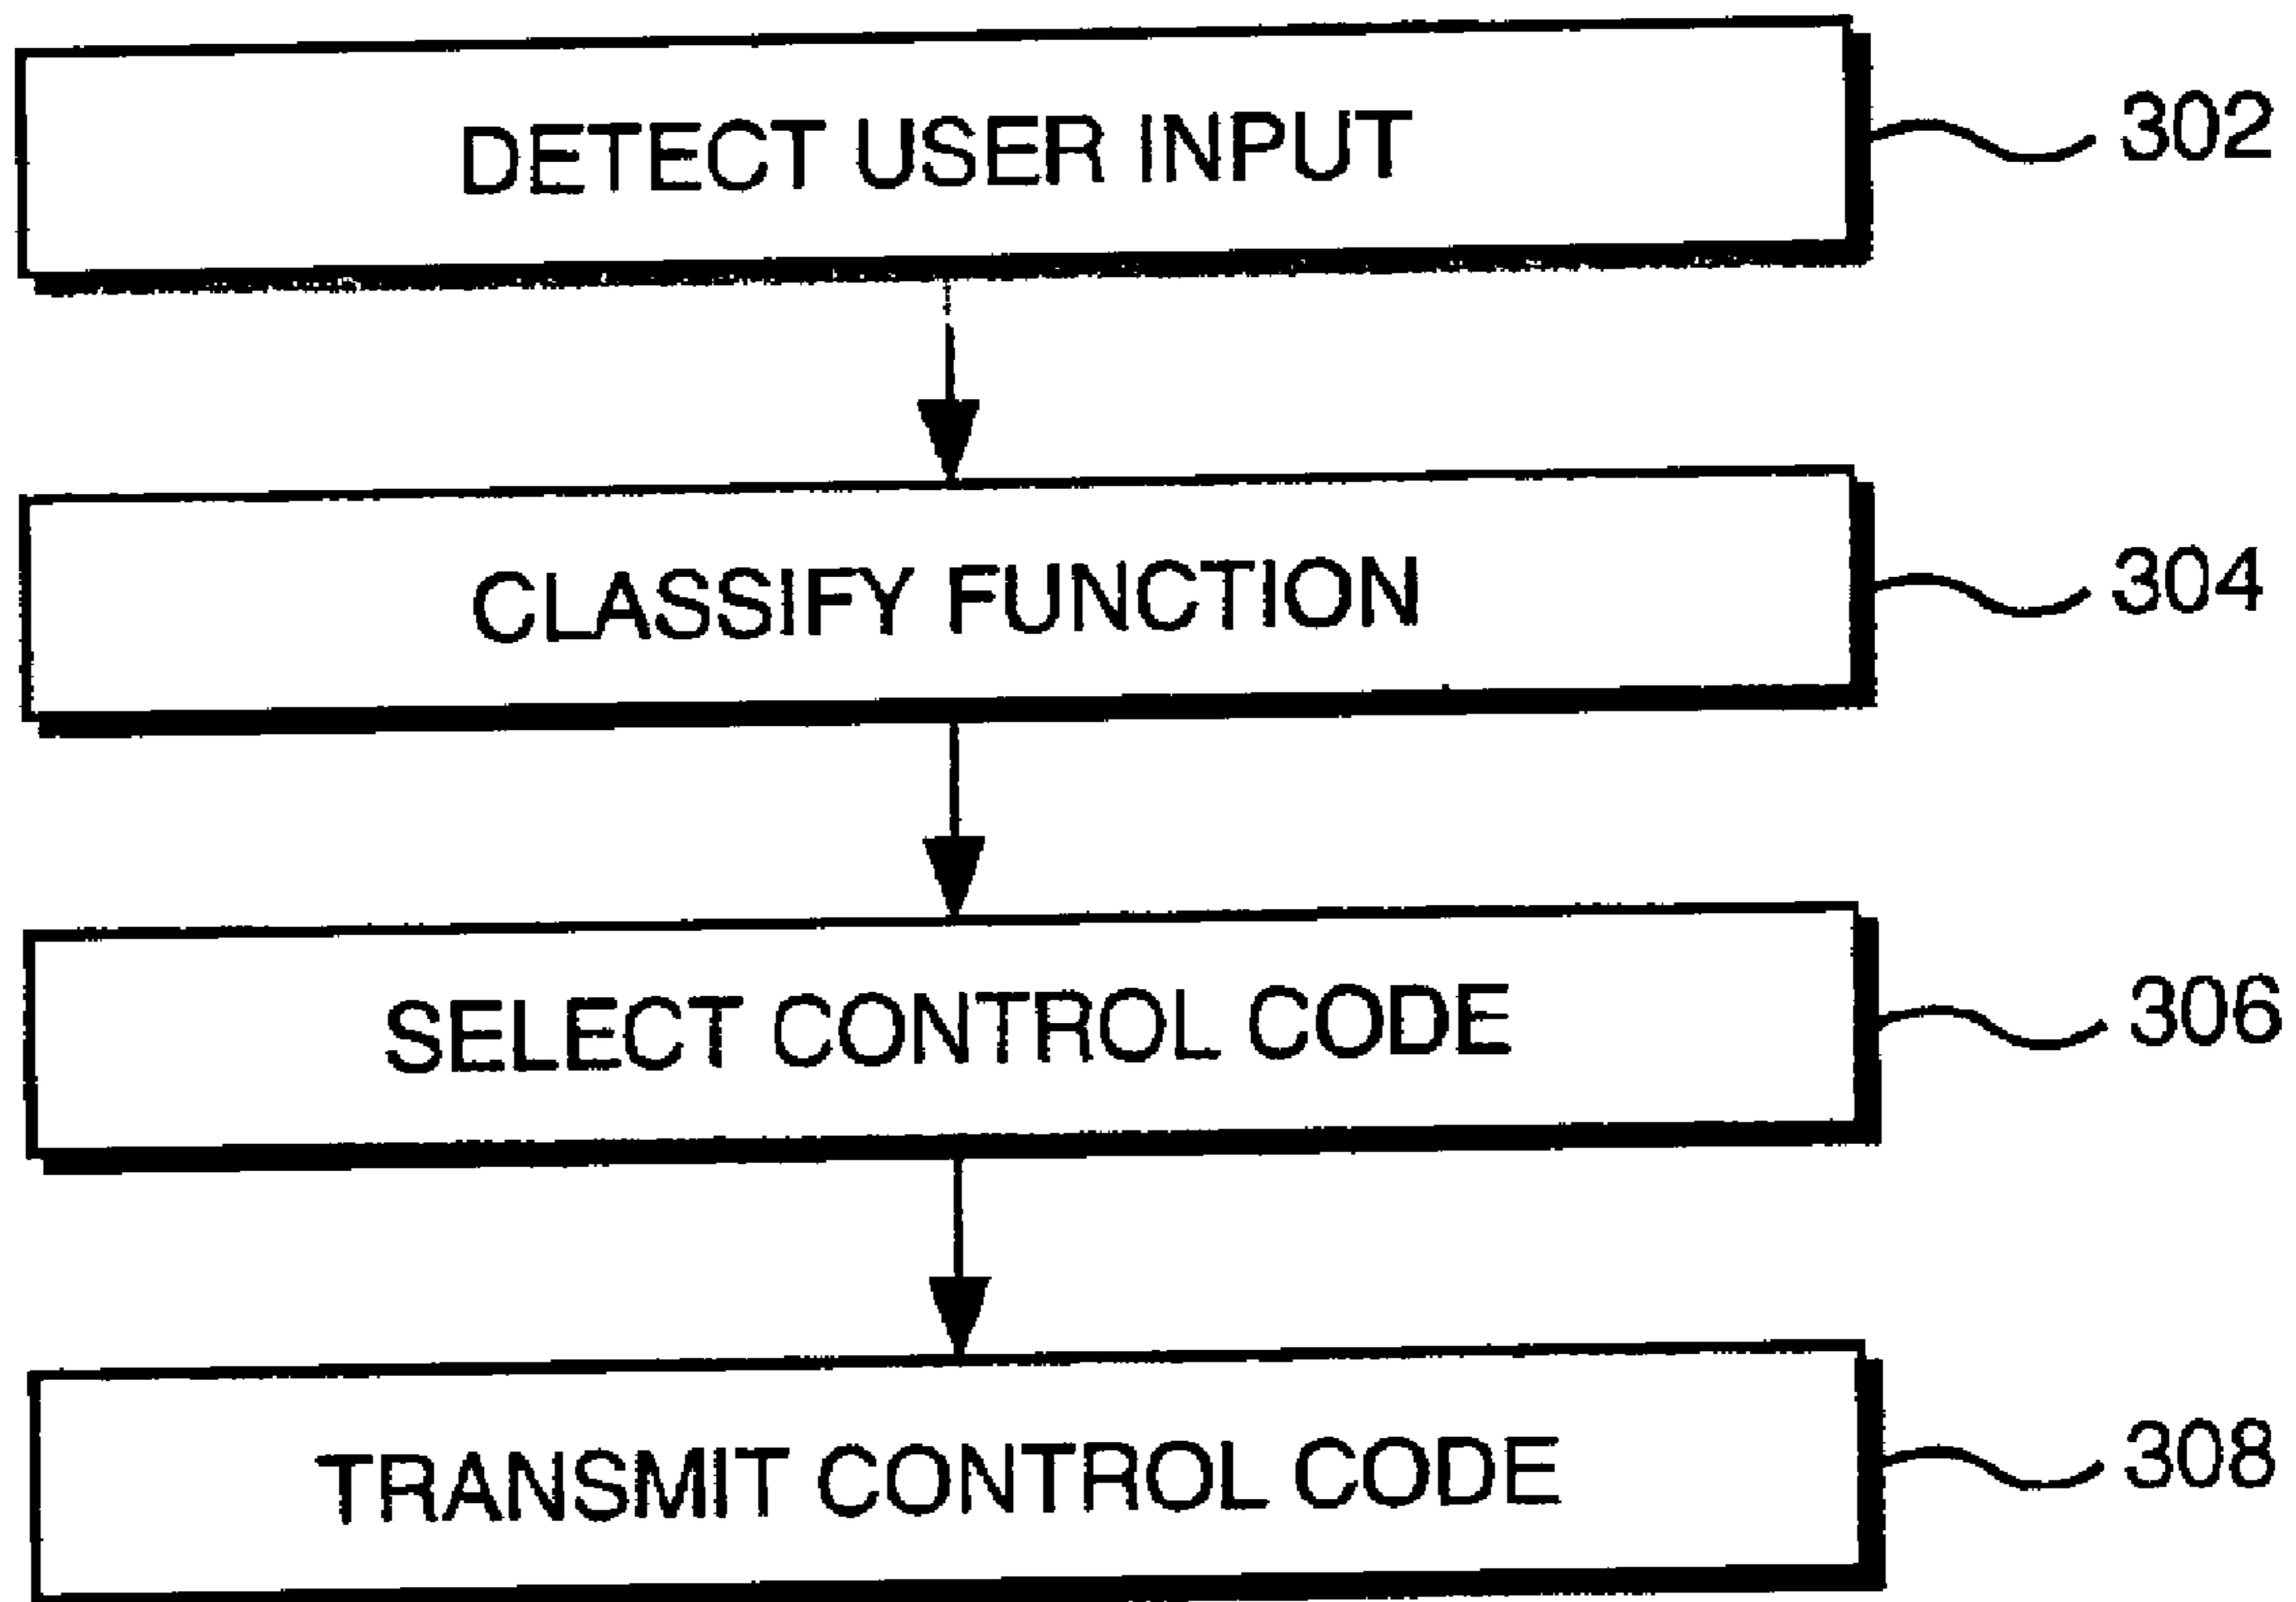 DETECT USER INPUT 302
CLASSIFY FUNCTION 304
SELECT CONTROL CODE 306
TRANSMIT CONTROL CODE 308